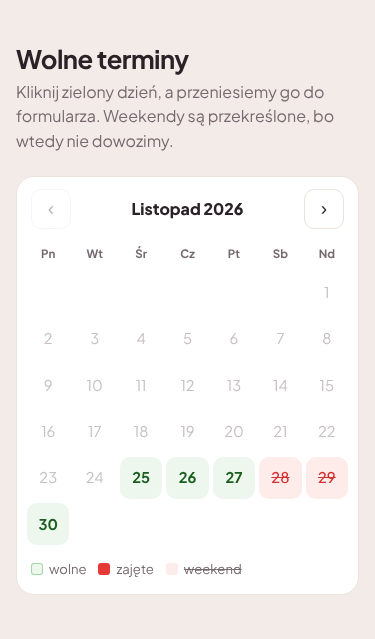 Wolne terminy
Kliknij zielony dzień, a przeniesiemy go do
formularza. Weekendy są przekreślone, bo
wtedy nie dowozimy.
‹ Listopad 2026 ›
Pn Wt Śr Cz Pt Sb Nd
1
2 3 4 5 6 7 8
9 10 11 12 13 14 15
16 17 18 19 20 21 22
23 24 25 26 27 28 29
30
wolne zajęte weekend